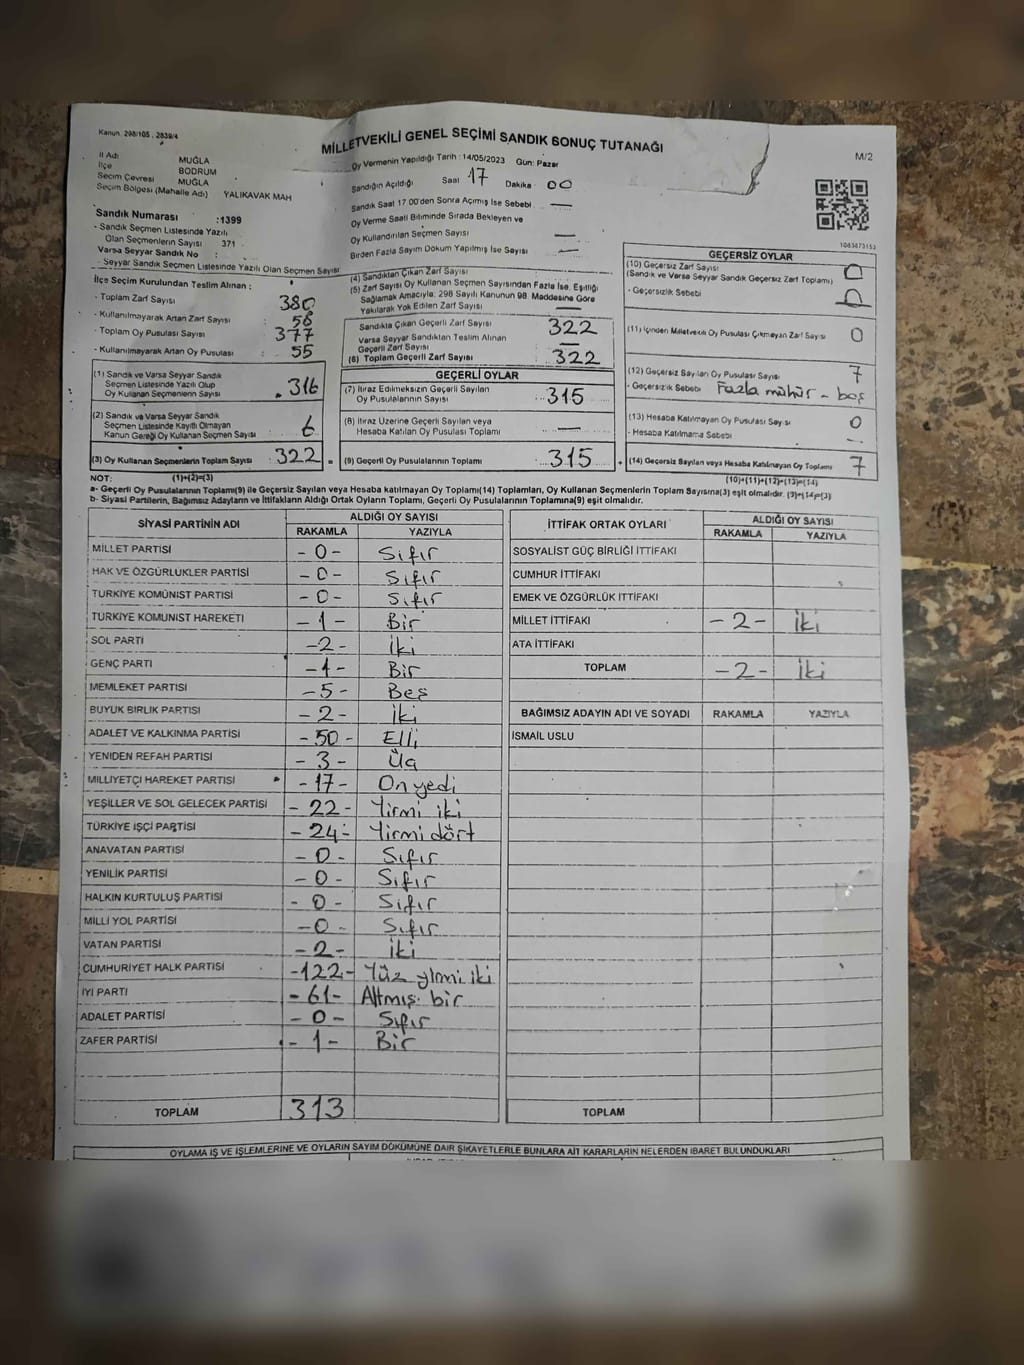 Kanun. 298/105 , 2839/4
MİLLETVEKİLİ GENEL SEÇİMİ SANDIK SONUÇ TUTANAĞI
M/2
İl Adı MUĞLA
İlçe BODRUM
Seçim Çevresi MUĞLA
Seçim Bölgesi (Mahalle Adı) YALIKAVAK MAH
Oy Vermenin Yapıldığı Tarih : 14/05/2023 Gün: Pazar
Sandığın Açıldığı Saat 17 Dakika 00
Sandık Saat 17.00'den Sonra Açmış İse Sebebi —
Oy Verme Saati Bitiminde Sırada Bekleyen ve
Oy Kullandırılan Seçmen Sayısı —
Birden Fazla Sayım Döküm Yapılmış İse Sayısı —
1083873153
Sandık Numarası :1399
- Sandık Seçmen Listesinde Yazılı
Olan Seçmenlerin Sayısı 371
Varsa Seyyar Sandık No :
- Seyyar Sandık Seçmen Listesinde Yazılı Olan Seçmen Sayısı
İlçe Seçim Kurulundan Teslim Alınan :
- Toplam Zarf Sayısı 380
- Kullanılmayarak Artan Zarf Sayısı : 58
- Toplam Oy Pusulası Sayısı 377
- Kullanılmayarak Artan Oy Pusulası : 55
(1) Sandık ve Varsa Seyyar Sandık
Seçmen Listesinde Yazılı Olup
Oy Kullanan Seçmenlerin Sayısı 316
(2) Sandık ve Varsa Seyyar Sandık
Seçmen Listesinde Kayıtlı Olmayan
Kanun Gereği Oy Kullanan Seçmen Sayısı 6
(3) Oy Kullanan Seçmenlerin Toplam Sayısı 322
(4) Sandıktan Çıkan Zarf Sayısı
(5) Zarf Sayısı Oy Kullanan Seçmen Sayısından Fazla İse, Eşitliği
Sağlamak Amacıyla, 298 Sayılı Kanunun 98. Maddesine Göre
Yakılarak Yok Edilen Zarf Sayısı —
Sandıkta Çıkan Geçerli Zarf Sayısı 322
Varsa Seyyar Sandıktan Teslim Alınan
Geçerli Zarf Sayısı —
(6) Toplam Geçerli Zarf Sayısı 322
GEÇERLİ OYLAR
(7) İtiraz Edilmeksizin Geçerli Sayılan
Oy Pusulalarının Sayısı 315
(8) İtiraz Üzerine Geçerli Sayılan veya
Hesaba Katılan Oy Pusulası Toplamı —
= (9) Geçerli Oy Pusulalarının Toplamı 315
GEÇERSİZ OYLAR
(10) Geçersiz Zarf Sayısı 0
(Sandık ve Varsa Seyyar Sandık Geçersiz Zarf Toplamı)
- Geçersizlik Sebebi
(11) İçinden Milletvekili Oy Pusulası Çıkmayan Zarf Sayısı 0
(12) Geçersiz Sayılan Oy Pusulası Sayısı 7
- Geçersizlik Sebebi Fazla mühür - boş
(13) Hesaba Katılmayan Oy Pusulası Sayısı 0
- Hesaba Katılmama Sebebi —
+ (14) Geçersiz Sayılan veya Hesaba Katılmayan Oy Toplamı 7
NOT: (1)+(2)=(3) (10)+(11)+(12)+(13)=(14)
a- Geçerli Oy Pusulalarının Toplamı(9) ile Geçersiz Sayılan veya Hesaba katılmayan Oy Toplamı(14) Toplamları, Oy Kullanan Seçmenlerin Toplam Sayısına(3) eşit olmalıdır. (9)+(14)=(3)
b- Siyasi Partilerin, Bağımsız Adayların ve İttifakların Aldığı Ortak Oyların Toplamı, Geçerli Oy Pusulalarının Toplamına(9) eşit olmalıdır.
SİYASİ PARTİNİN ADI ALDIĞI OY SAYISI
RAKAMLA YAZIYLA
MİLLET PARTİSİ - 0 - Sıfır
HAK VE ÖZGÜRLÜKLER PARTİSİ - 0 - Sıfır
TÜRKİYE KOMÜNİST PARTİSİ - 0 - Sıfır
TÜRKİYE KOMÜNİST HAREKETİ - 1 - Bir
SOL PARTİ - 2 - İki
GENÇ PARTİ - 1 - Bir
MEMLEKET PARTİSİ - 5 - Beş
BÜYÜK BİRLİK PARTİSİ - 2 - İki
ADALET VE KALKINMA PARTİSİ - 50 - Elli
YENİDEN REFAH PARTİSİ - 3 - Üç
MİLLİYETÇİ HAREKET PARTİSİ - 17 - On yedi
YEŞİLLER VE SOL GELECEK PARTİSİ - 22 - Yirmi iki
TÜRKİYE İŞÇİ PARTİSİ - 24 - Yirmi dört
ANAVATAN PARTİSİ - 0 - Sıfır
YENİLİK PARTİSİ - 0 - Sıfır
HALKIN KURTULUŞ PARTİSİ - 0 - Sıfır
MİLLİ YOL PARTİSİ - 0 - Sıfır
VATAN PARTİSİ - 2 - İki
CUMHURİYET HALK PARTİSİ - 122 - Yüz yirmi iki
İYİ PARTİ - 61 - Altmış bir
ADALET PARTİSİ - 0 - Sıfır
ZAFER PARTİSİ - 1 - Bir
TOPLAM 313
İTTİFAK ORTAK OYLARI ALDIĞI OY SAYISI
RAKAMLA YAZIYLA
SOSYALİST GÜÇ BİRLİĞİ İTTİFAKI
CUMHUR İTTİFAKI
EMEK VE ÖZGÜRLÜK İTTİFAKI
MİLLET İTTİFAKI - 2 - İki
ATA İTTİFAKI
TOPLAM - 2 - İki
BAĞIMSIZ ADAYIN ADI VE SOYADI RAKAMLA YAZIYLA
İSMAİL USLU
TOPLAM
OYLAMA İŞ VE İŞLEMLERİNE VE OYLARIN SAYIM DÖKÜMÜNE DAİR ŞİKAYETLERLE BUNLARA AİT KARARLARIN NELERDEN İBARET BULUNDUKLARI